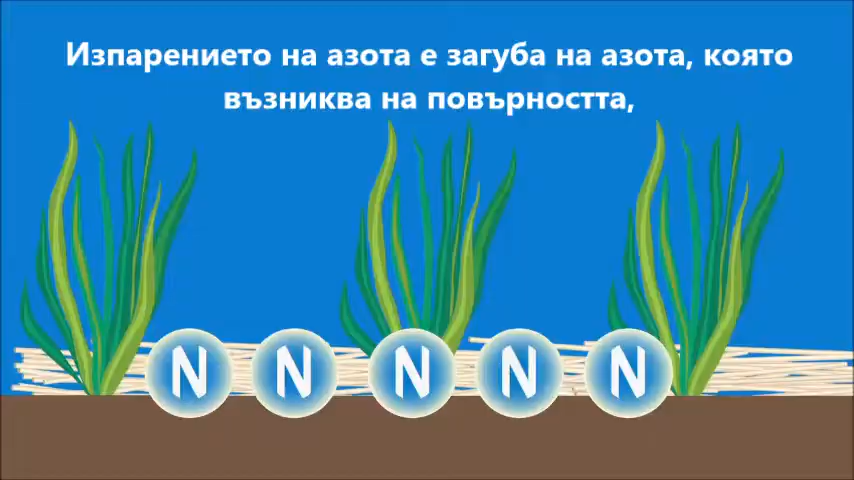 Изпарението на азота е загуба на азота, която
възниква на повърността,
N N N N N